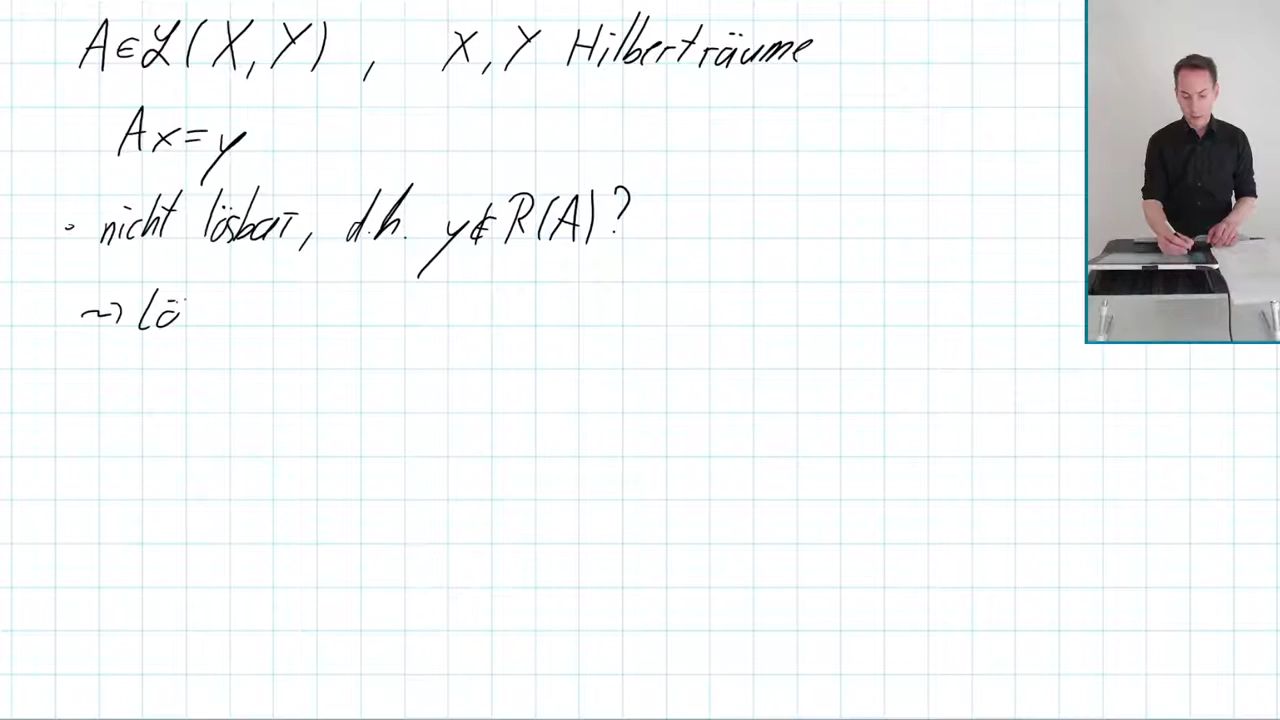 A∈ℒ(X,Y) , X,Y Hilberträume
Ax=y
· nicht lösbar, d.h. y∉R(A)?
⇝ lö